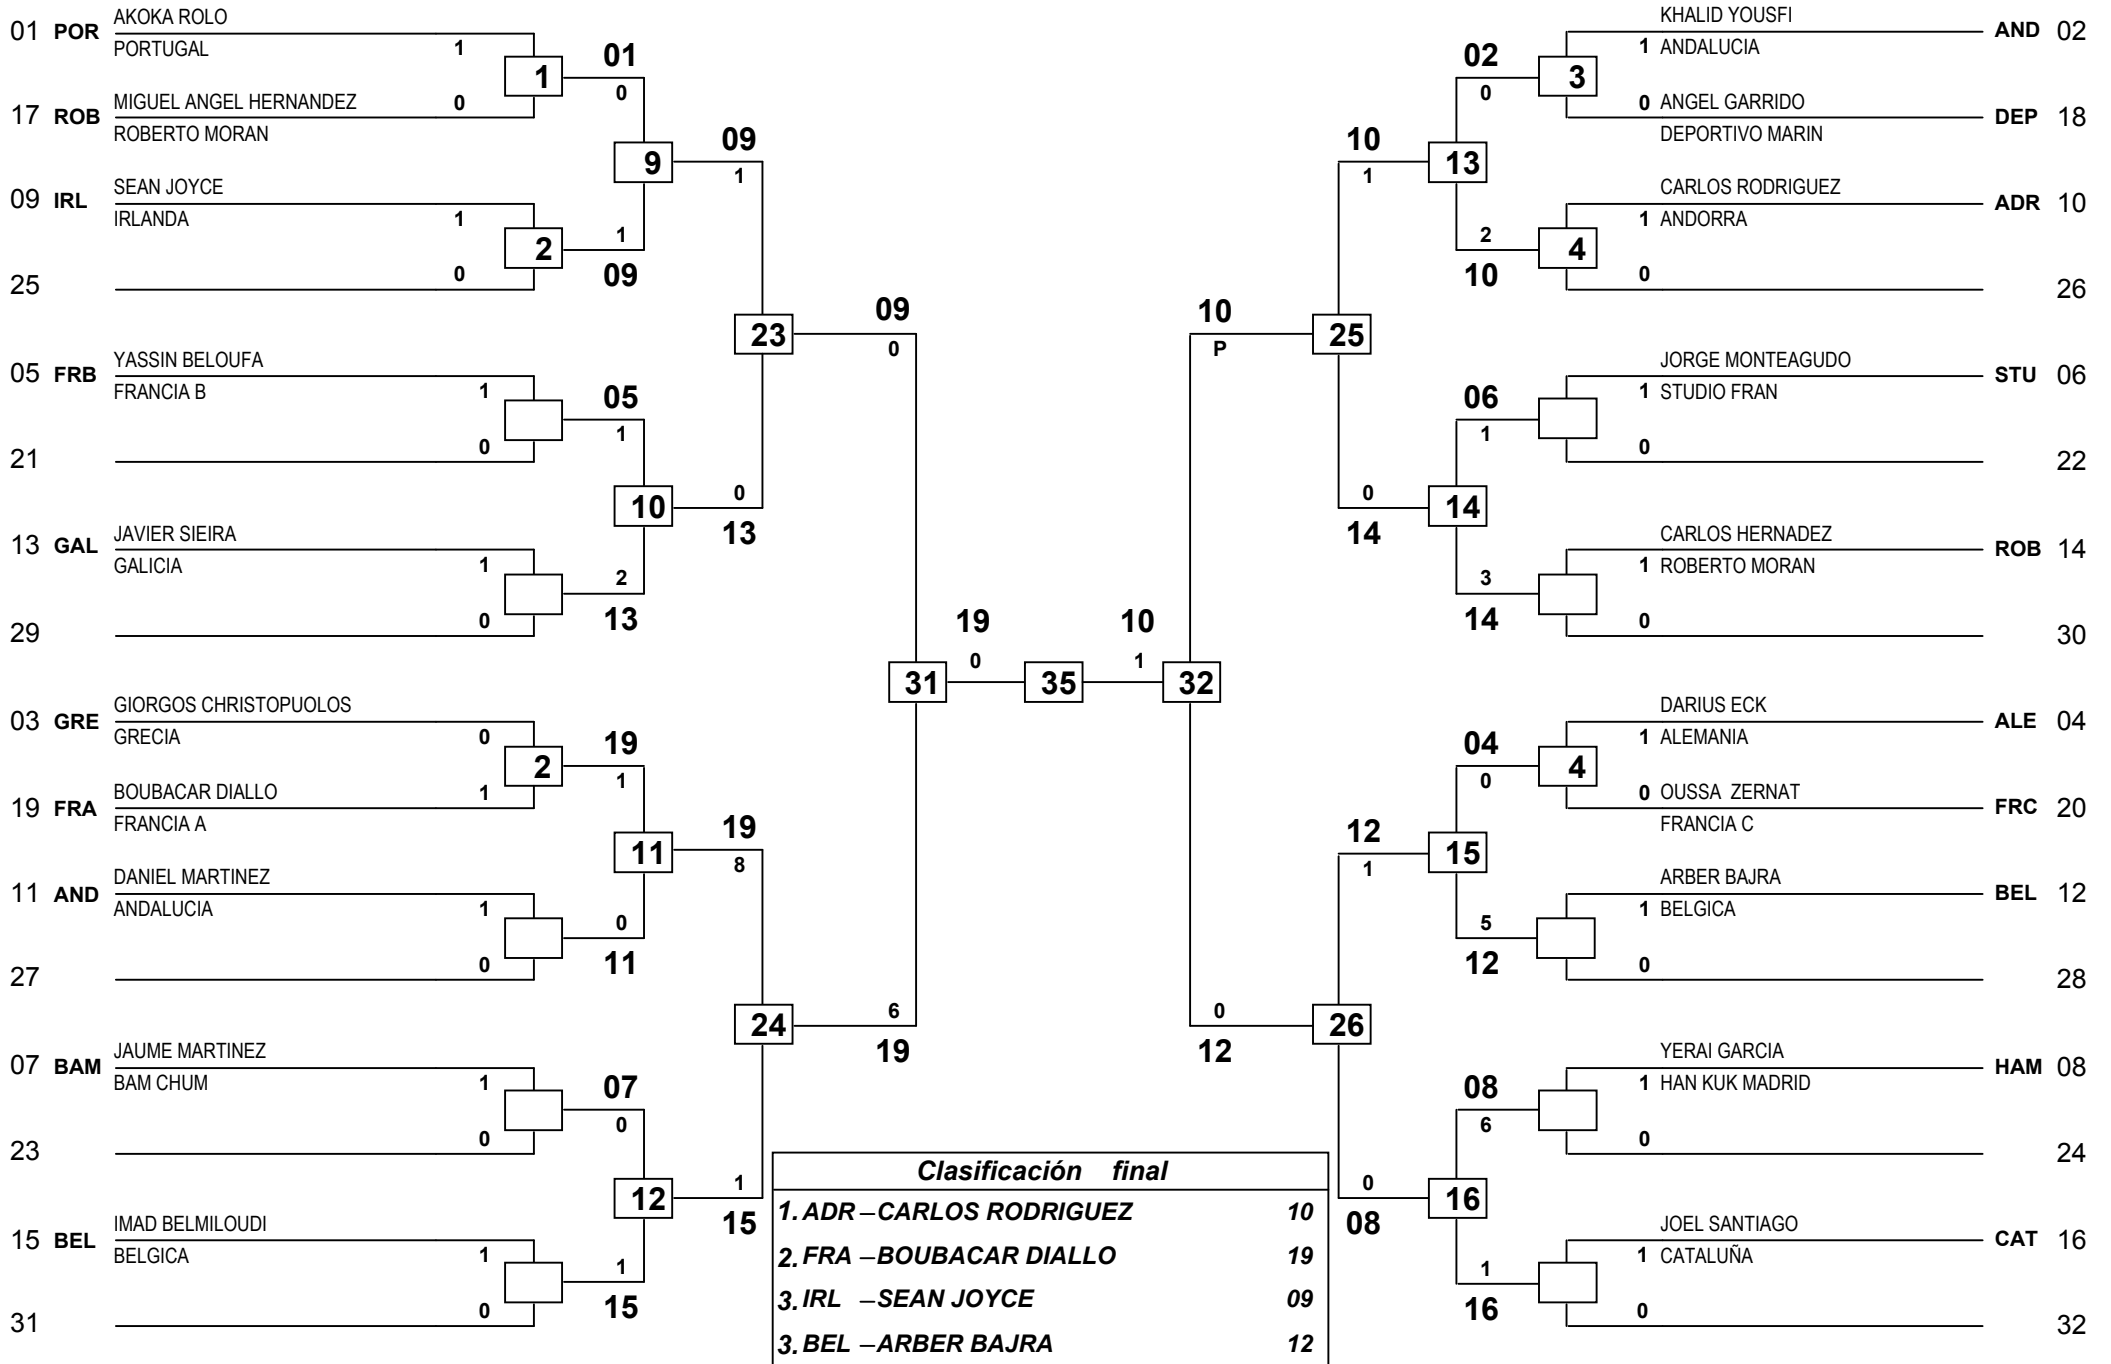 01 POR AKOKA ROLO
PORTUGAL 1
1
01
0
17 ROB MIGUEL ANGEL HERNANDEZ 0
ROBERTO MORAN
9
09
1
09 IRL SEAN JOYCE
IRLANDA 1
2
1
09
25 0
23
09
0
05 FRB YASSIN BELOUFA
FRANCIA B 1
05
1
21 0
10
0
13
13 GAL JAVIER SIEIRA
GALICIA 1
2
13
29 0
31
19
0
35
03 GRE GIORGOS CHRISTOPUOLOS
GRECIA 0
2
19
1
19 FRA BOUBACAR DIALLO 1
FRANCIA A
11
19
8
11 AND DANIEL MARTINEZ
ANDALUCIA 1
0
11
27 0
24
6
19
07 BAM JAUME MARTINEZ
BAM CHUM 1
07
0
23 0
12
1
15
15 BEL IMAD BELMILOUDI
BELGICA 1
1
15
31 0
KHALID YOUSFI AND 02
1 ANDALUCIA
3
02
0
0 ANGEL GARRIDO DEP 18
DEPORTIVO MARIN
13
10
1
CARLOS RODRIGUEZ ADR 10
1 ANDORRA
4
2
10
0 26
25
10
P
JORGE MONTEAGUDO STU 06
1 STUDIO FRAN
06
1
0 22
14
0
14
CARLOS HERNADEZ ROB 14
1 ROBERTO MORAN
3
14
0 30
32
10
1
DARIUS ECK ALE 04
1 ALEMANIA
4
04
0
0 OUSSA ZERNAT FRC 20
FRANCIA C
15
12
1
ARBER BAJRA BEL 12
1 BELGICA
5
12
0 28
26
0
12
YERAI GARCIA HAM 08
1 HAN KUK MADRID
08
6
0 24
16
0
08
JOEL SANTIAGO CAT 16
1 CATALUÑA
1
16
0 32
Clasificación final
1. ADR – CARLOS RODRIGUEZ 10
2. FRA – BOUBACAR DIALLO 19
3. IRL – SEAN JOYCE 09
3. BEL – ARBER BAJRA 12